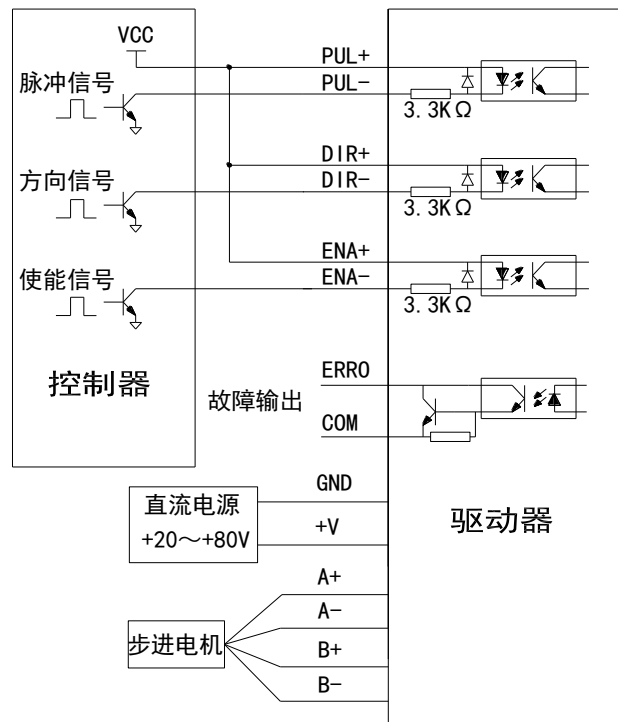 VCC
PUL+
脉冲信号
PUL-
3.3KΩ
DIR+
方向信号
DIR-
3.3KΩ
ENA+
使能信号
ENA-
3.3KΩ
控制器
ERRO
故障输出
COM
GND
直流电源
+20～+80V
+V
驱动器
A+
A-
步进电机
B+
B-